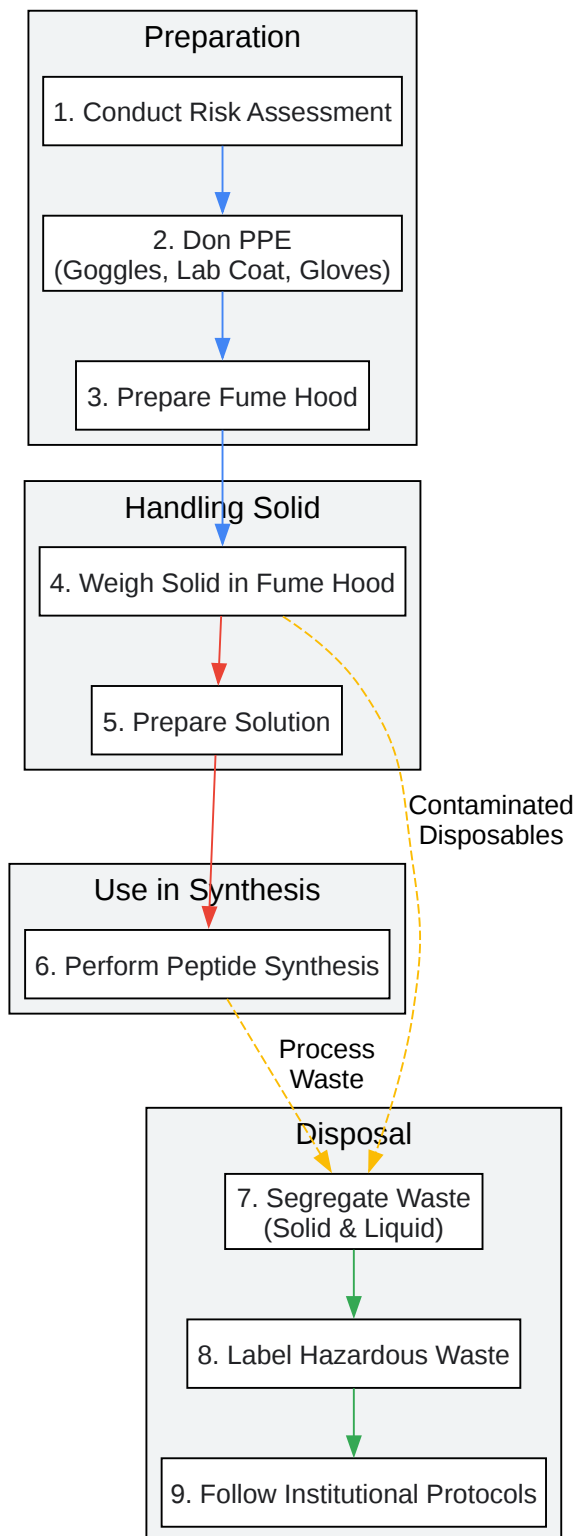 Preparation
1. Conduct Risk Assessment
2. Don PPE
(Goggles, Lab Coat, Gloves)
3. Prepare Fume Hood
Handling Solid
4. Weigh Solid in Fume Hood
5. Prepare Solution
Contaminated
Disposables
Use in Synthesis
6. Perform Peptide Synthesis
Process
Waste
Disposal
7. Segregate Waste
(Solid & Liquid)
8. Label Hazardous Waste
9. Follow Institutional Protocols